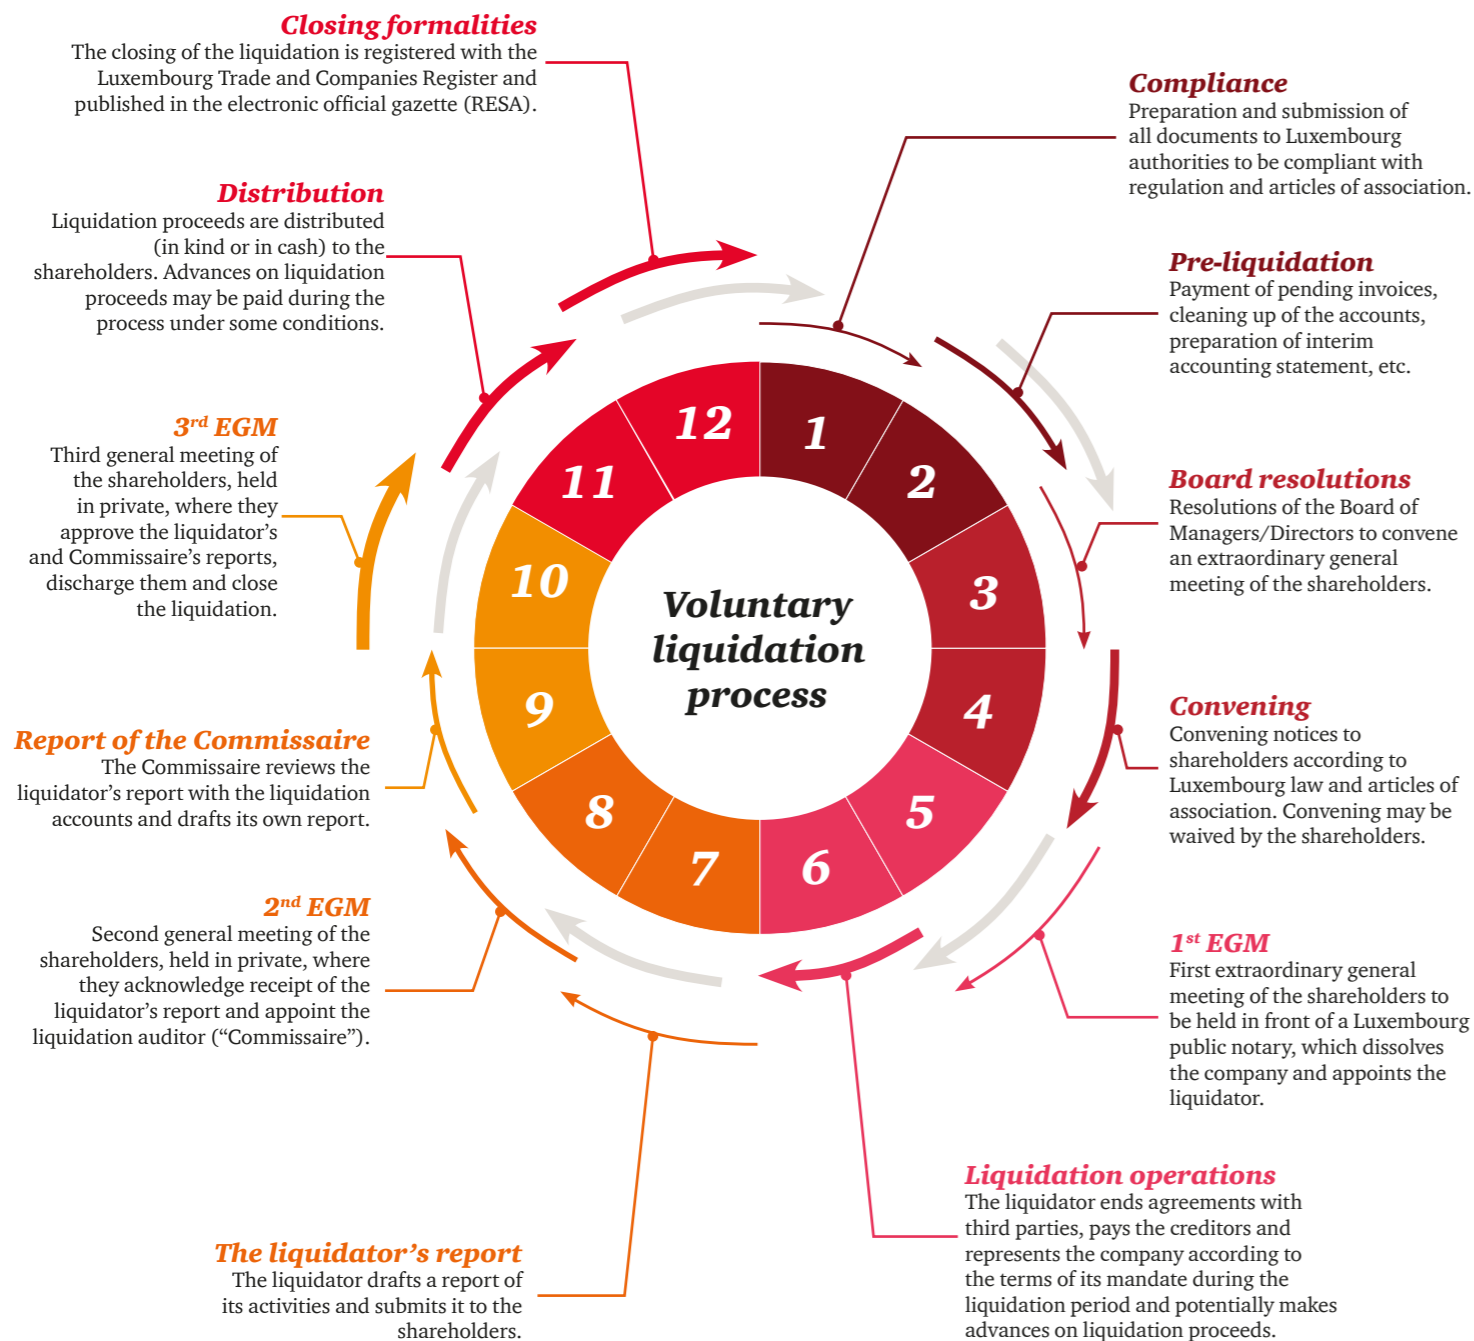 Closing formalities
The closing of the liquidation is registered with the
Luxembourg Trade and Companies Register and
published in the electronic official gazette (RESA).
Compliance
Preparation and submission of
all documents to Luxembourg
authorities to be compliant with
regulation and articles of association.
Distribution
Liquidation proceeds are distributed
(in kind or in cash) to the
shareholders. Advances on liquidation
proceeds may be paid during the
process under some conditions.
Pre-liquidation
Payment of pending invoices,
cleaning up of the accounts,
preparation of interim
accounting statement, etc.
3rd EGM
Third general meeting of
the shareholders, held
in private, where they
approve the liquidator's
and Commissaire's reports,
discharge them and close
the liquidation.
Board resolutions
Resolutions of the Board of
Managers/Directors to convene
an extraordinary general
meeting of the shareholders.
12
1
11
2
10
3
Voluntary
liquidation
process
9
4
8
5
7
6
Report of the Commissaire
The Commissaire reviews the
liquidator's report with the liquidation
accounts and drafts its own report.
Convening
Convening notices to
shareholders according to
Luxembourg law and articles of
association. Convening may be
waived by the shareholders.
2nd EGM
Second general meeting of the
shareholders, held in private, where
they acknowledge receipt of the
liquidator's report and appoint the
liquidation auditor (“Commissaire”).
1st EGM
First extraordinary general
meeting of the shareholders to
be held in front of a Luxembourg
public notary, which dissolves
the company and appoints the
liquidator.
The liquidator's report
The liquidator drafts a report of
its activities and submits it to the
shareholders.
Liquidation operations
The liquidator ends agreements with
third parties, pays the creditors and
represents the company according to
the terms of its mandate during the
liquidation period and potentially makes
advances on liquidation proceeds.